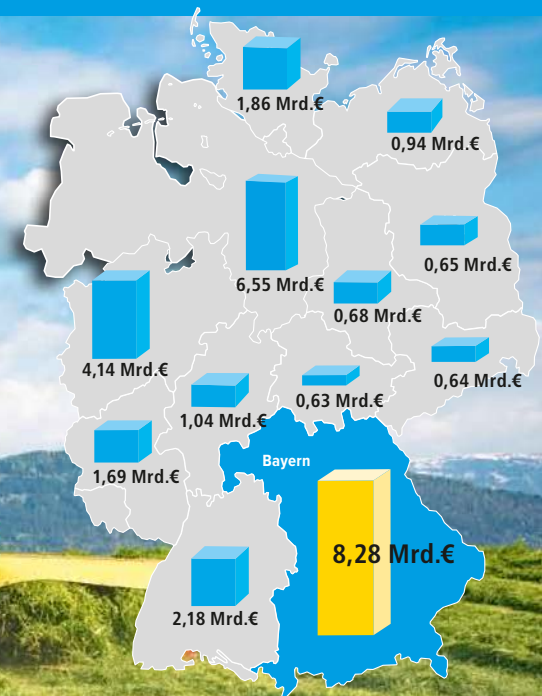 1,86 Mrd.€
0,94 Mrd.€
0,65 Mrd.€
6,55 Mrd.€
0,68 Mrd.€
4,14 Mrd.€
0,64 Mrd.€
0,63 Mrd.€
1,04 Mrd.€
Bayern
1,69 Mrd.€
8,28 Mrd.€
2,18 Mrd.€